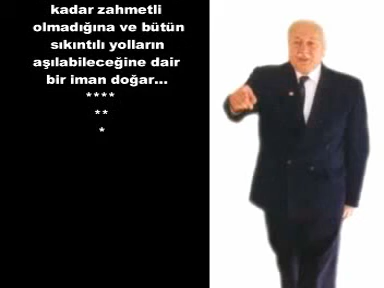 kadar zahmetli
olmadığına ve bütün
sıkıntılı yolların
aşılabileceğine dair
bir iman doğar...
****
**
*